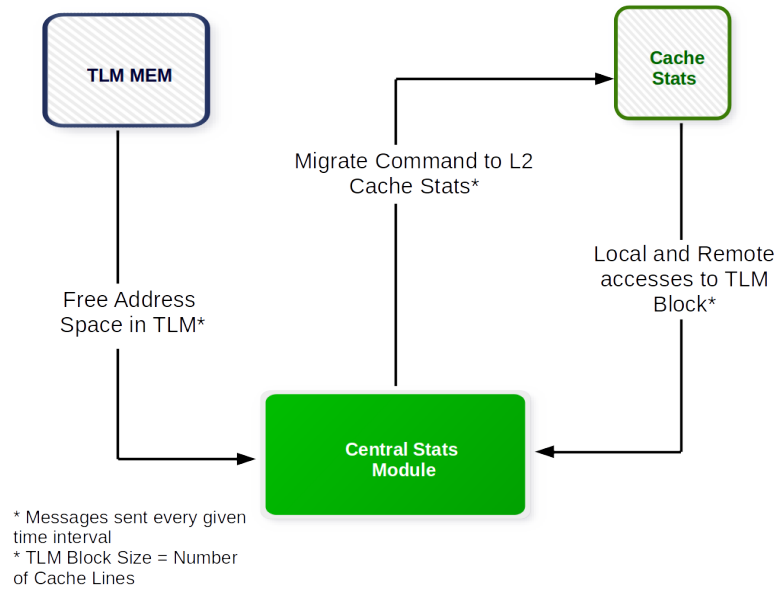 TLM MEM
Cache
Stats
Migrate Command to L2
Cache Stats*
Local and Remote
accesses to TLM
Block*
Free Address
Space in TLM*
Central Stats
Module
* Messages sent every given
time interval
* TLM Block Size = Number
of Cache Lines